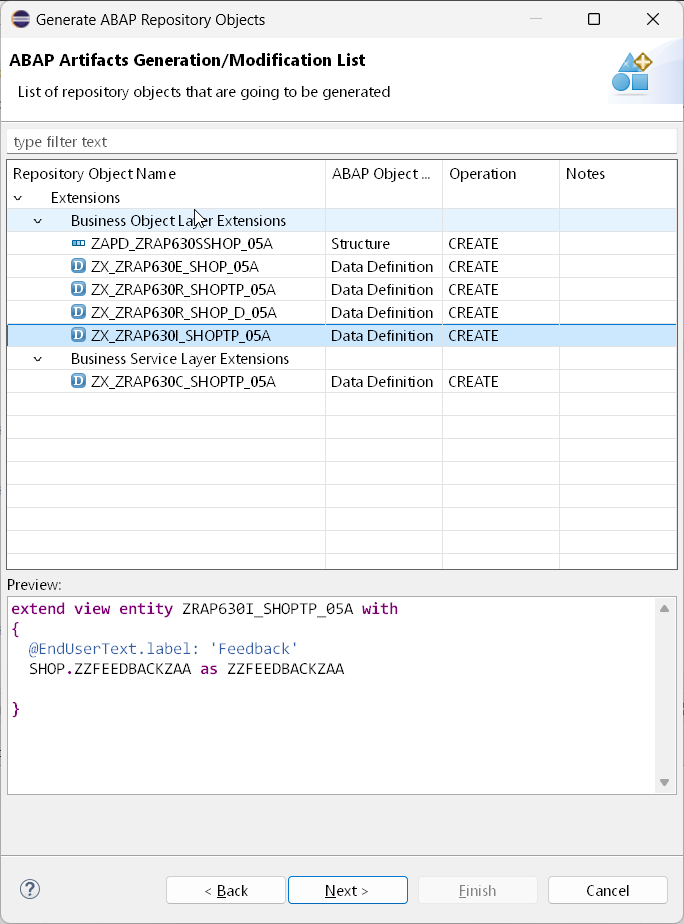 Generate ABAP Repository Objects
ABAP Artifacts Generation/Modification List
List of repository objects that are going to be generated
type filter text
Repository Object Name ABAP Object ... Operation Notes
Extensions
Business Object Layer Extensions
ZAPD_ZRAP630SSHOP_05A Structure CREATE
D ZX_ZRAP630E_SHOP_05A Data Definition CREATE
D ZX_ZRAP630R_SHOPTP_05A Data Definition CREATE
D ZX_ZRAP630R_SHOP_D_05A Data Definition CREATE
D ZX_ZRAP630I_SHOPTP_05A Data Definition CREATE
Business Service Layer Extensions
D ZX_ZRAP630C_SHOPTP_05A Data Definition CREATE
Preview:
extend view entity ZRAP630I_SHOPTP_05A with
{
@EndUserText.label: 'Feedback'
SHOP.ZZFEEDBACKZAA as ZZFEEDBACKZAA
}
? < Back Next > Finish Cancel